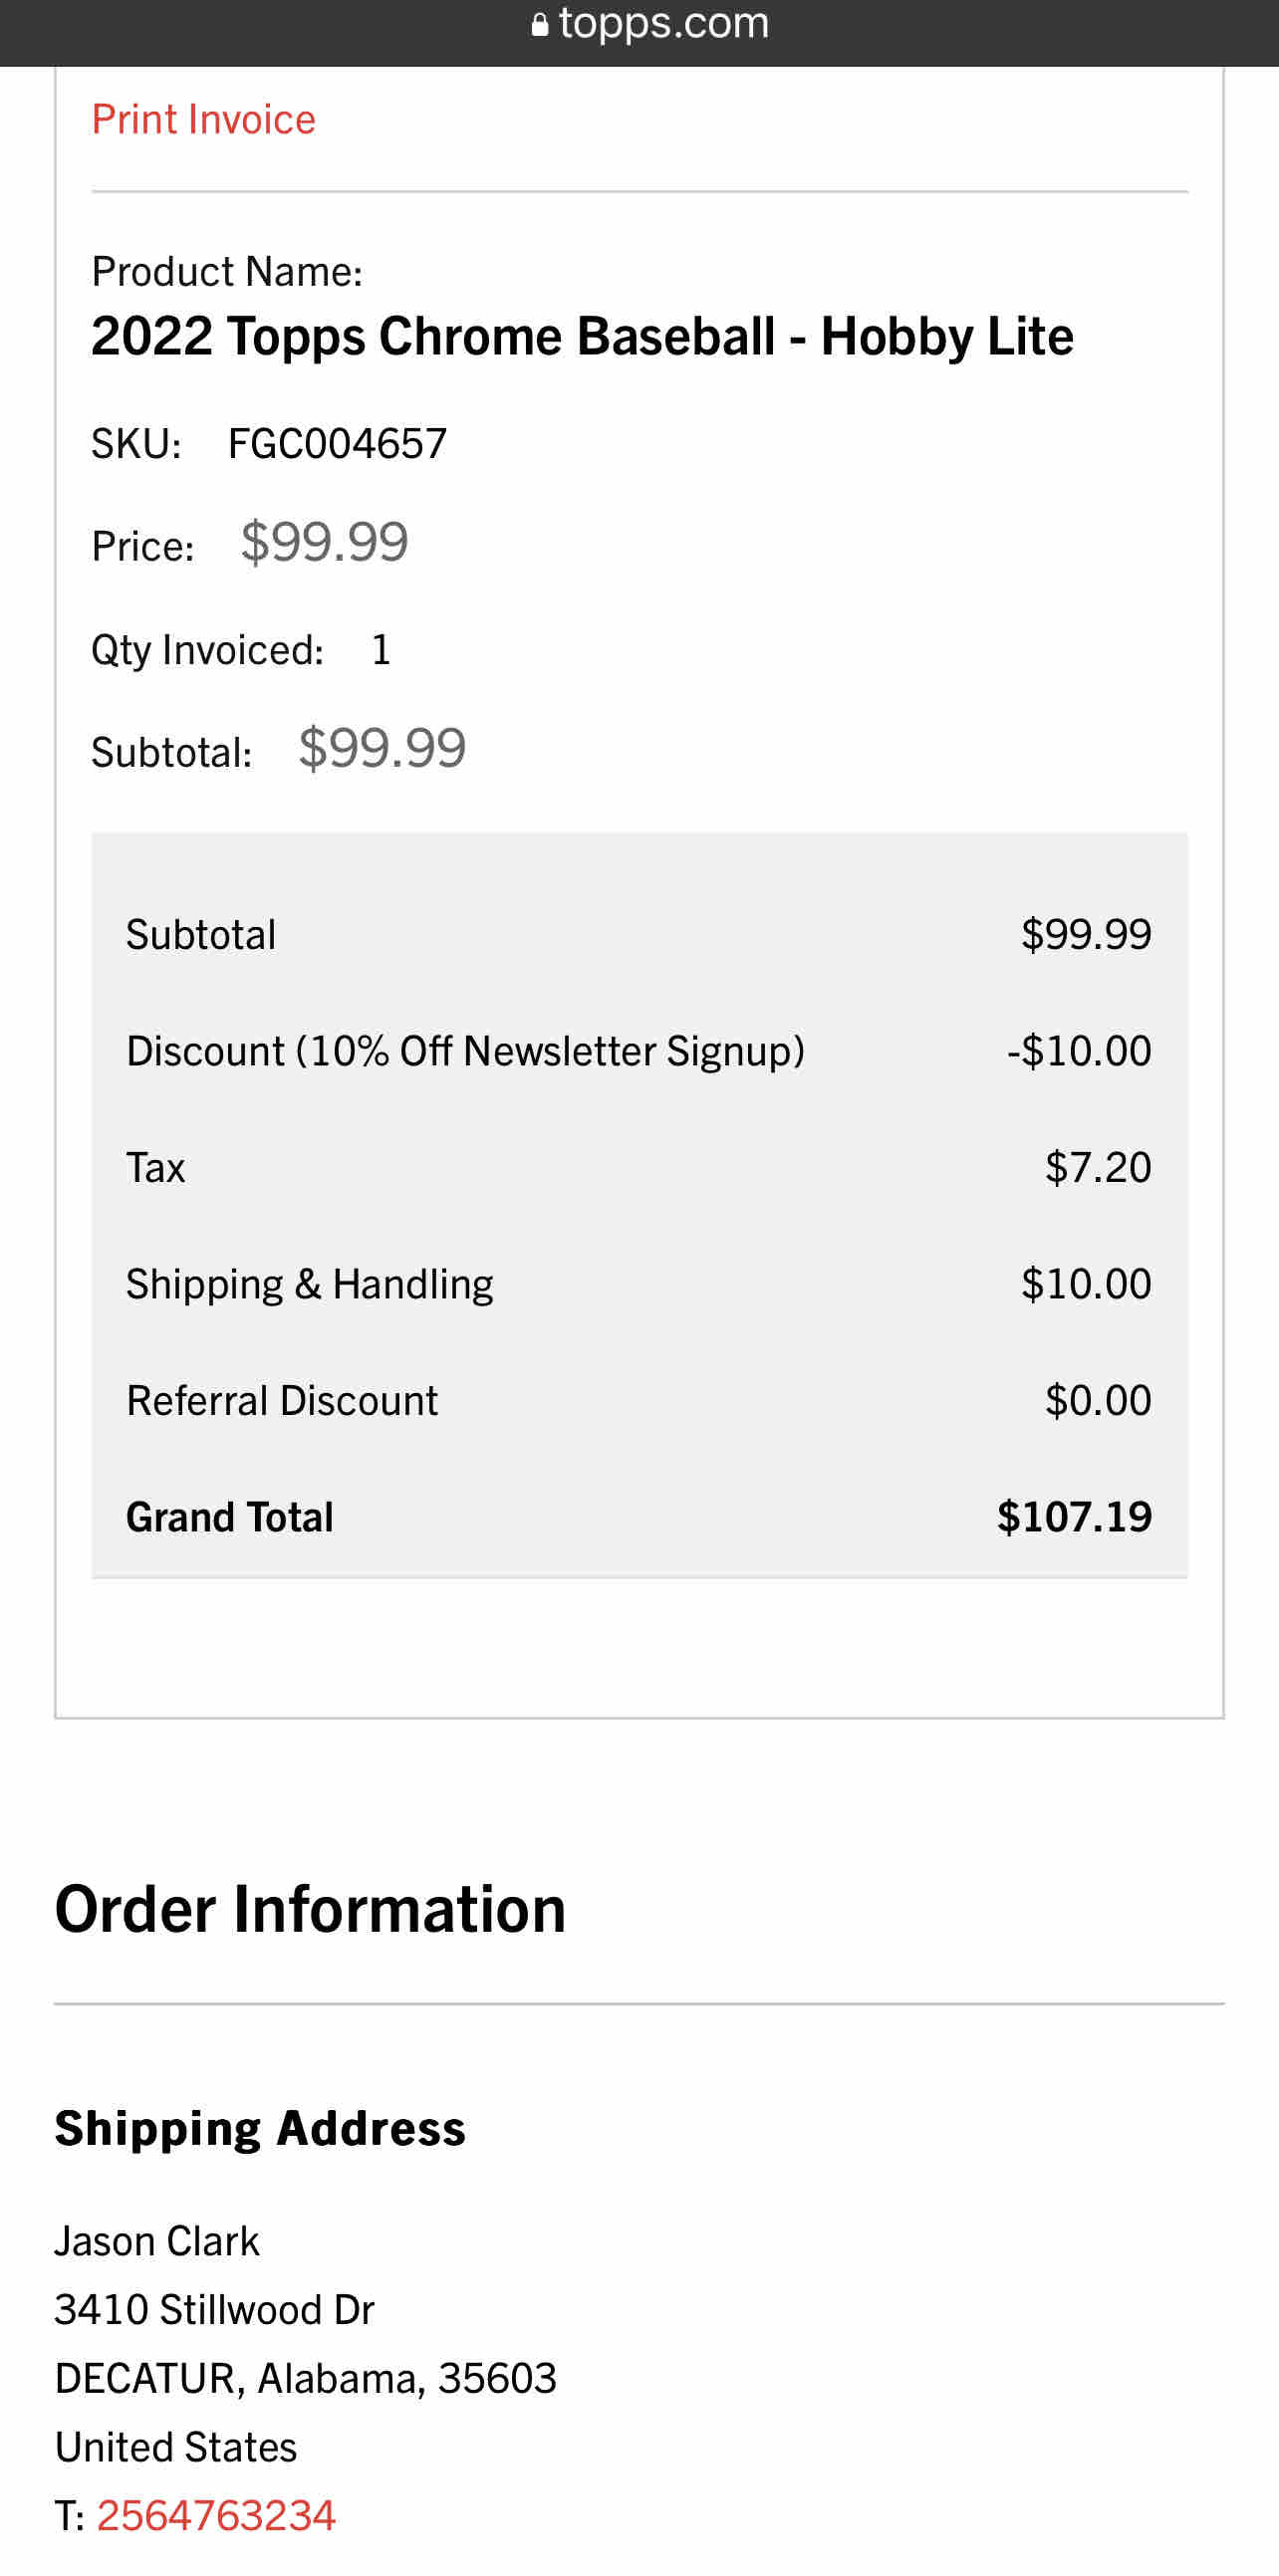 topps.com
Print Invoice
Product Name:
2022 Topps Chrome Baseball - Hobby Lite
SKU: FGC004657
Price: $99.99
Qty Invoiced: 1
Subtotal: $99.99
Subtotal $99.99
Discount (10% Off Newsletter Signup) -$10.00
Tax $7.20
Shipping & Handling $10.00
Referral Discount $0.00
Grand Total $107.19
Order Information
Shipping Address
Jason Clark
3410 Stillwood Dr
DECATUR, Alabama, 35603
United States
T: 2564763234